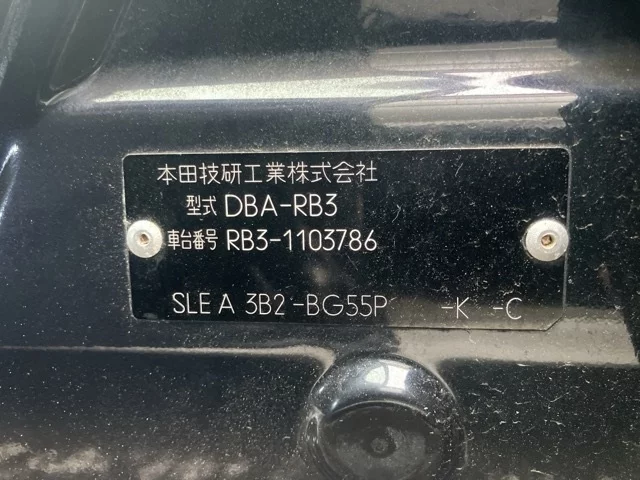 本田技研工業株式会社
型式 DBA-RB3
車台番号 RB3-1103786
SLE A 3B2 -BG55P -K -C